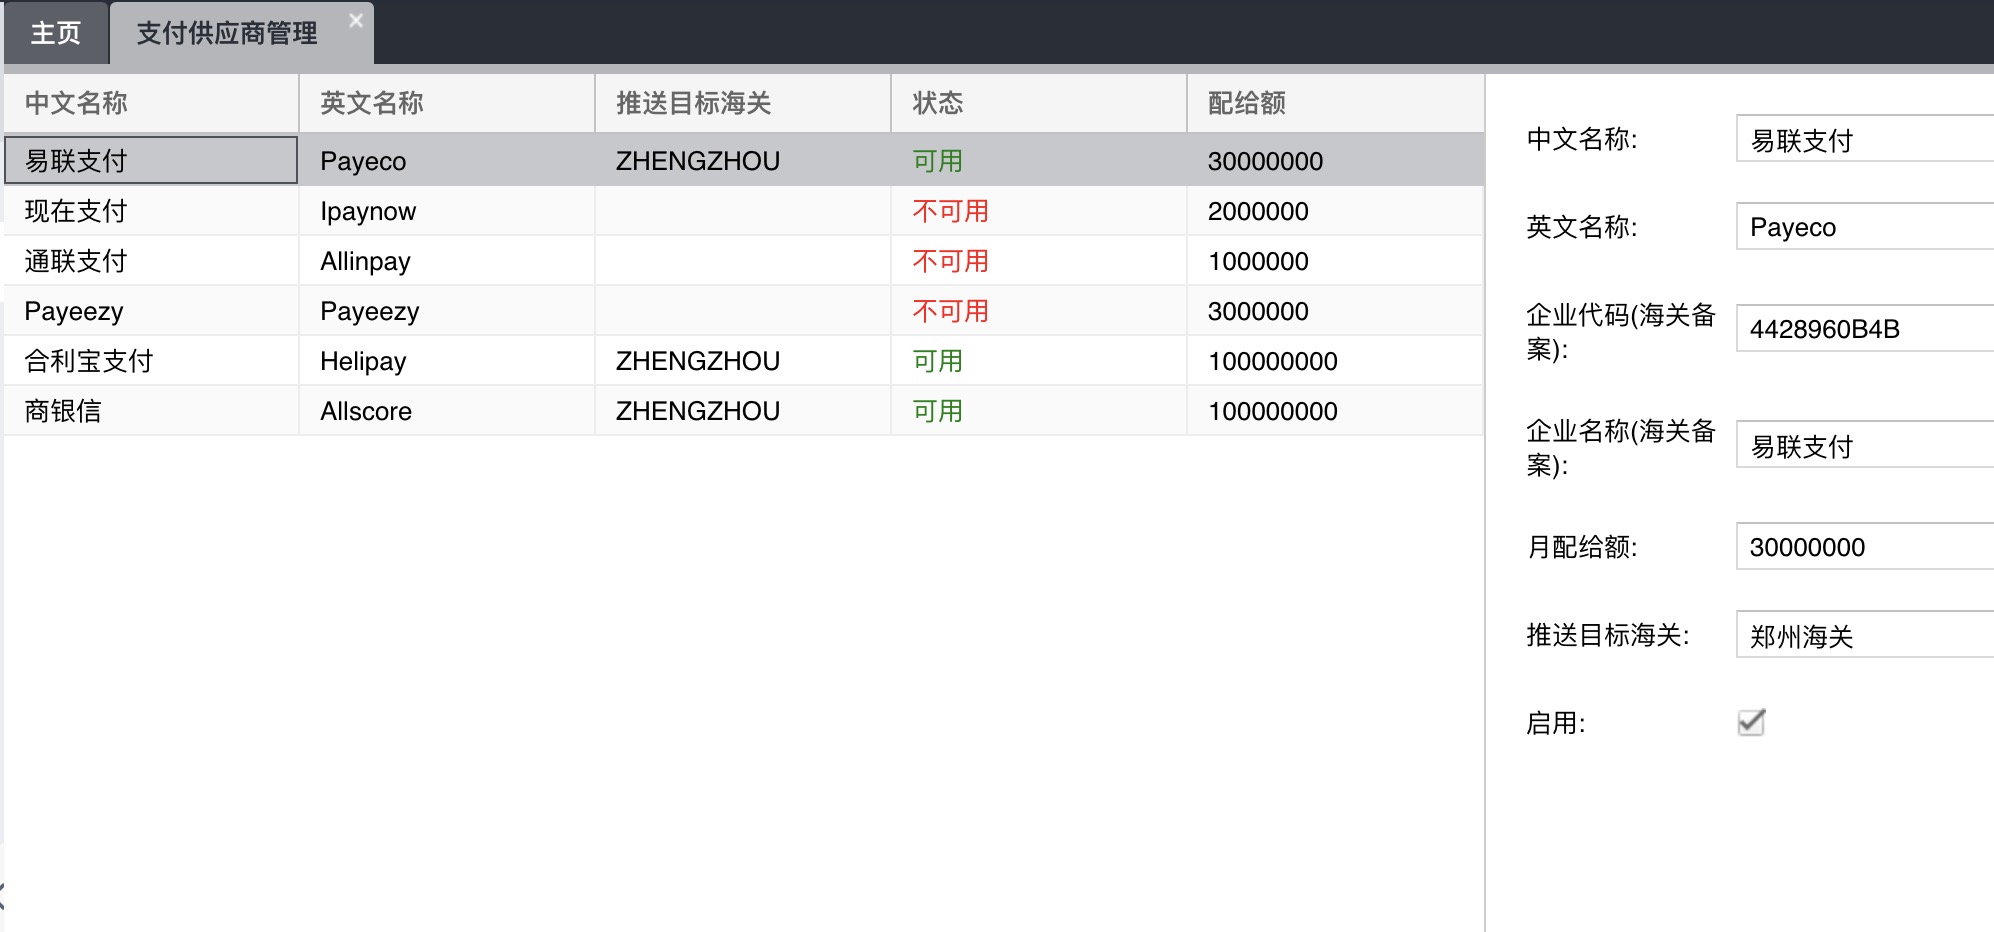 主页 支付供应商管理
中文名称 英文名称 推送目标海关 状态 配给额
易联支付 Payeco ZHENGZHOU 可用 30000000
现在支付 Ipaynow 不可用 2000000
通联支付 Allinpay 不可用 1000000
Payeezy Payeezy 不可用 3000000
合利宝支付 Helipay ZHENGZHOU 可用 100000000
商银信 Allscore ZHENGZHOU 可用 100000000
中文名称: 易联支付
英文名称: Payeco
企业代码(海关备
案): 4428960B4B
企业名称(海关备
案): 易联支付
月配给额: 30000000
推送目标海关: 郑州海关
启用: